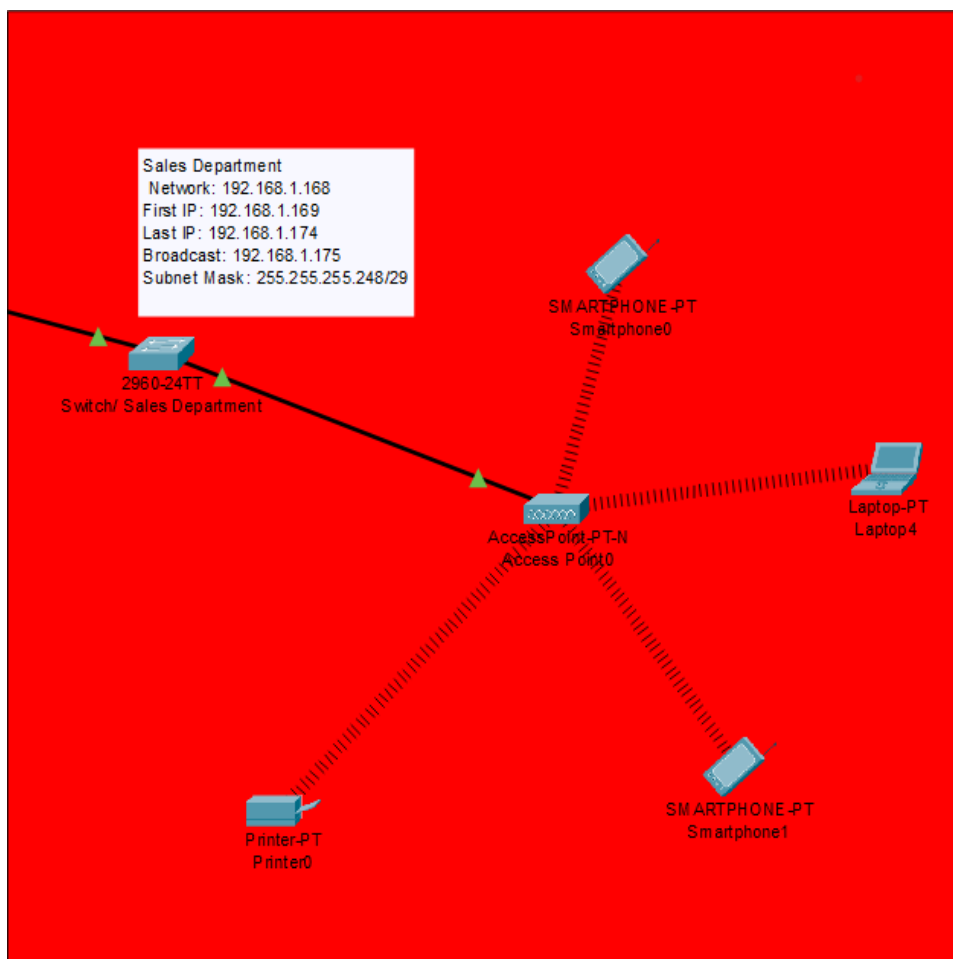 Sales Department
Network: 192.168.1.168
First IP: 192.168.1.169
Last IP: 192.168.1.174
Broadcast: 192.168.1.175
Subnet Mask: 255.255.255.248/29
SMARTPHONE-PT
Smartphone0
2960-24TT
Switch/ Sales Department
Laptop-PT
Laptop4
AccessPoint-PT-N
Access Point0
SMARTPHONE-PT
Smartphone1
Printer-PT
Printer0